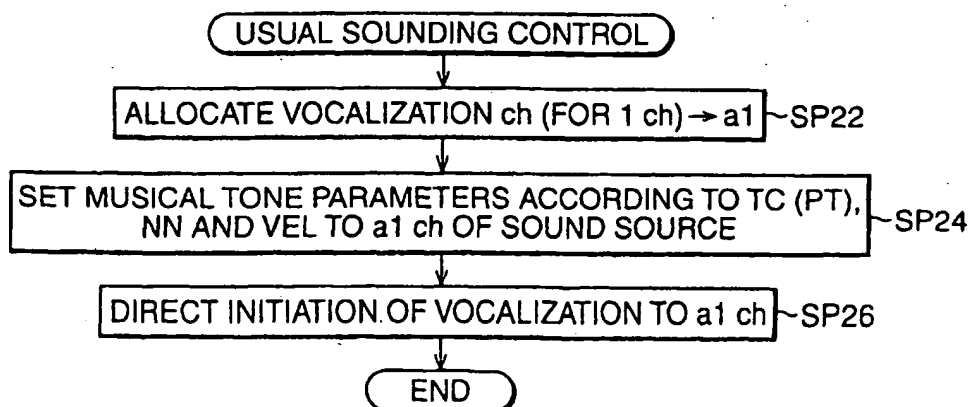 USUAL SOUNDING CONTROL
ALLOCATE VOCALIZATION ch (FOR 1 ch) → a1 ~SP22
SET MUSICAL TONE PARAMETERS ACCORDING TO TC (PT),
NN AND VEL TO a1 ch OF SOUND SOURCE ~SP24
DIRECT INITIATION OF VOCALIZATION TO a1 ch ~SP26
END